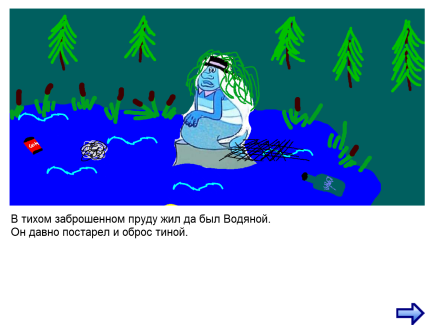 В тихом заброшенном пруду жил да был Водяной.
Он давно постарел и оброс тиной.